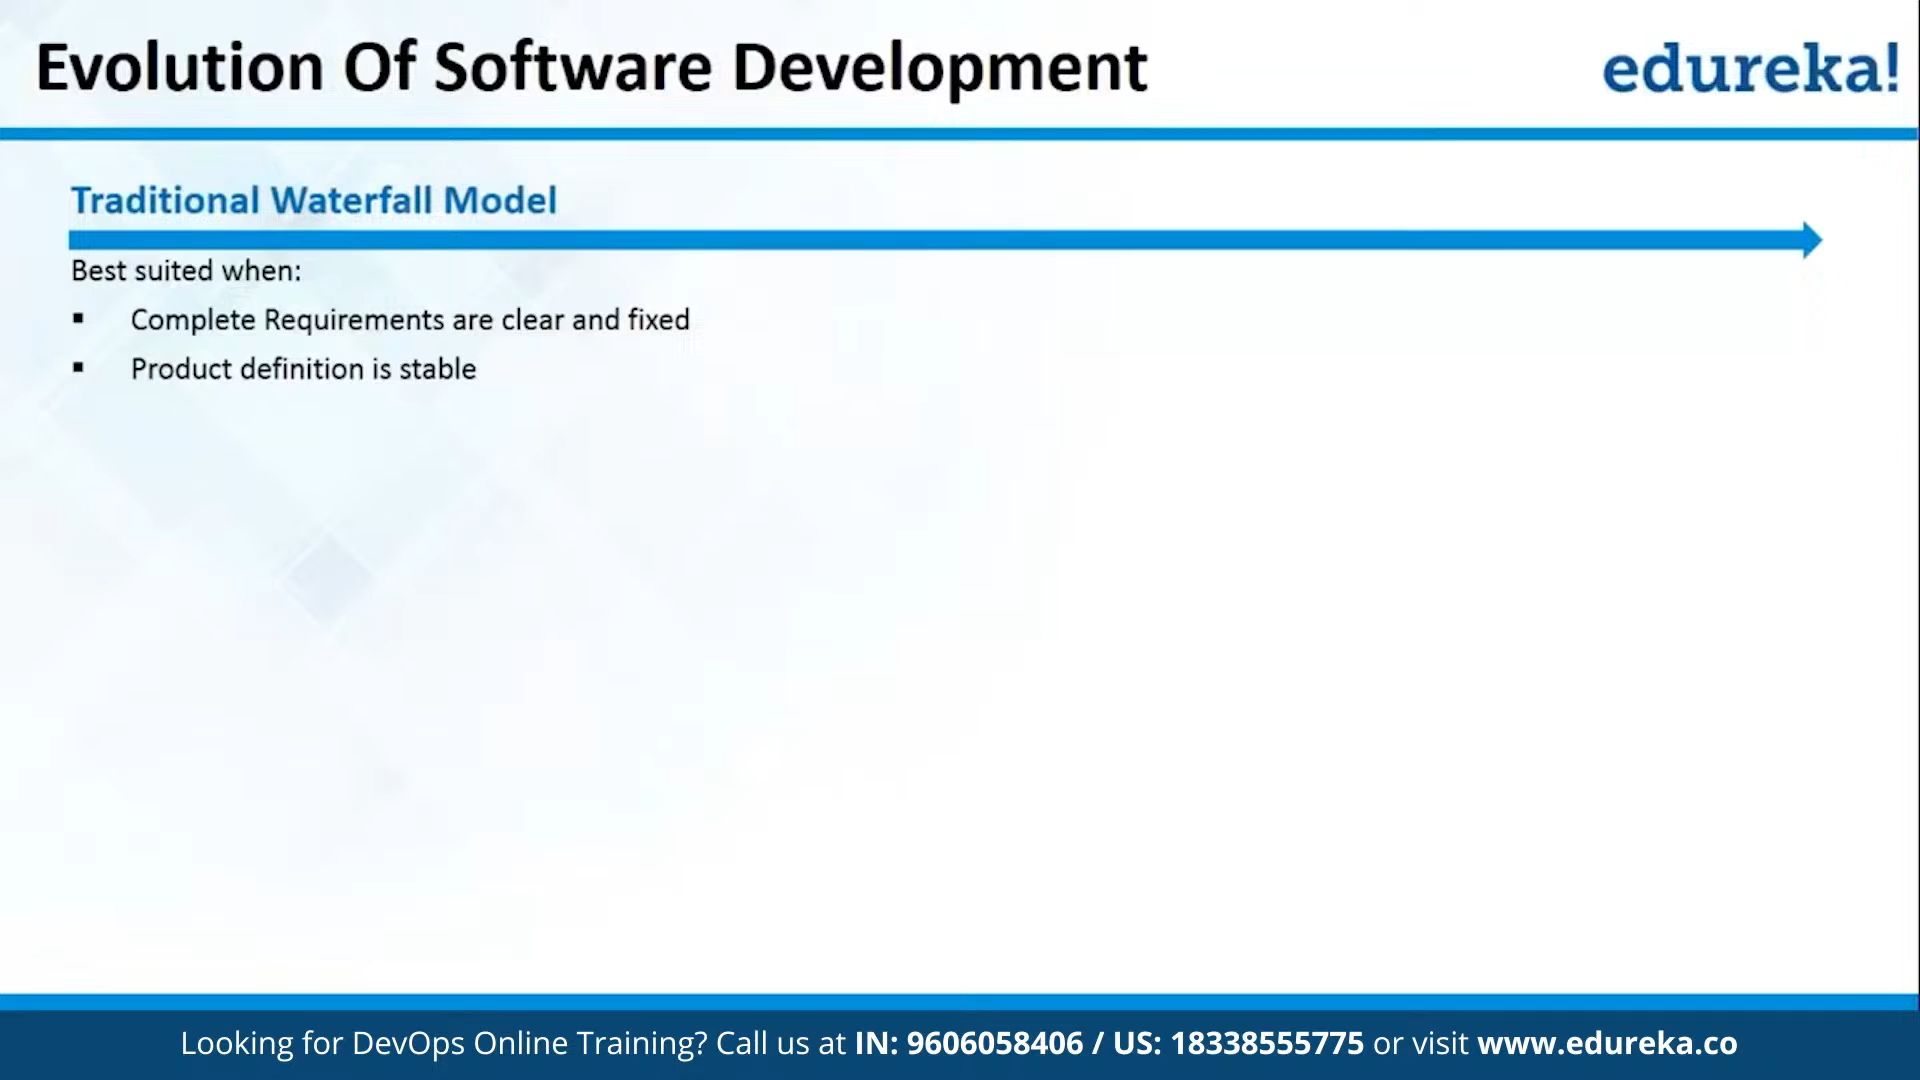 Evolution Of Software Development
edureka!
Traditional Waterfall Model
Best suited when:
▪ Complete Requirements are clear and fixed
▪ Product definition is stable
Looking for DevOps Online Training? Call us at IN: 9606058406 / US: 18338555775 or visit www.edureka.co